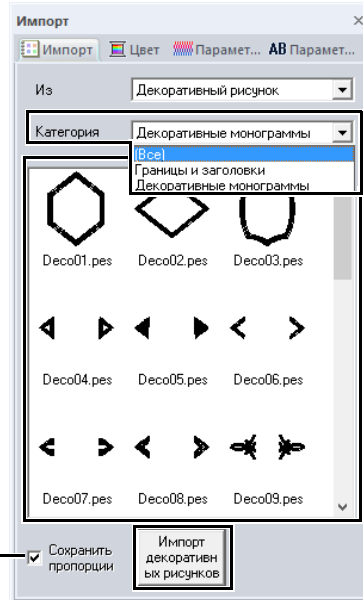 Импорт
Импорт Цвет Парамет... AB Парамет...
Из Декоративный рисунок
Категория Декоративные монограммы
(Все)
Границы и заголовки
Декоративные монограммы
Deco01.pes Deco02.pes Deco03.pes
Deco04.pes Deco05.pes Deco06.pes
Deco07.pes Deco08.pes Deco09.pes
Сохранить
пропорции
Импорт
декоративн
ых рисунков